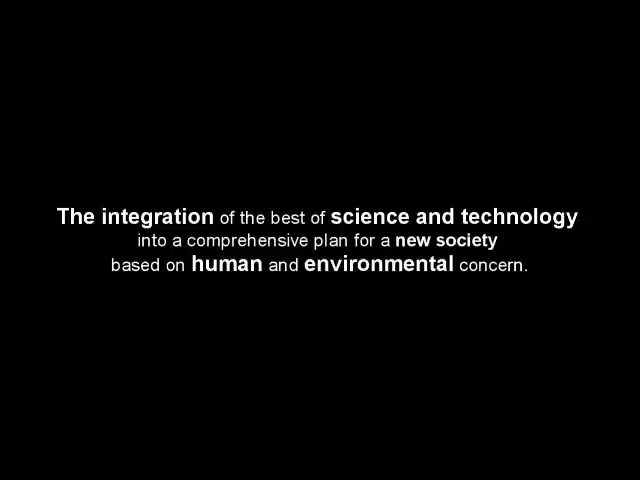 The integration of the best of science and technology
into a comprehensive plan for a new society
based on human and environmental concern.